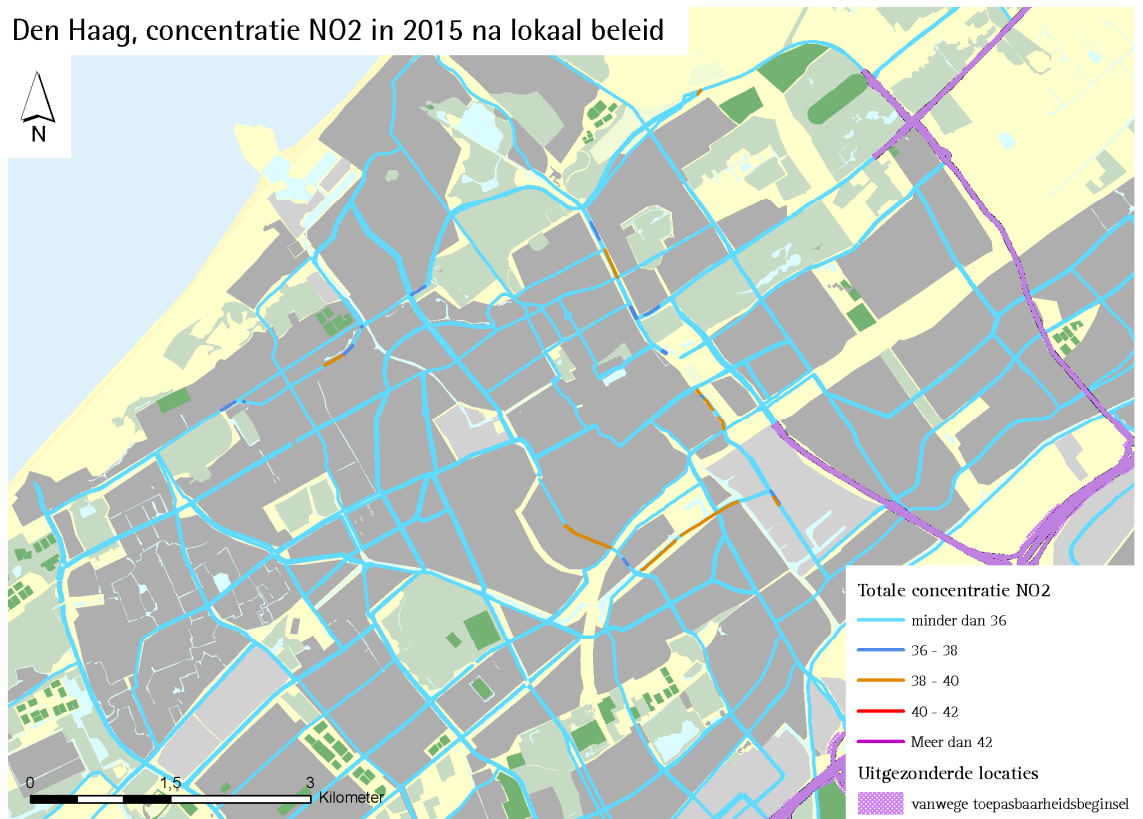 Den Haag, concentratie NO2 in 2015 na lokaal beleid
N
Totale concentratie NO2
minder dan 36
36 - 38
38 - 40
40 - 42
Meer dan 42
Uitgezonderde locaties
vanwege toepasbaarheidsbeginsel
0 1,5 3
Kilometer